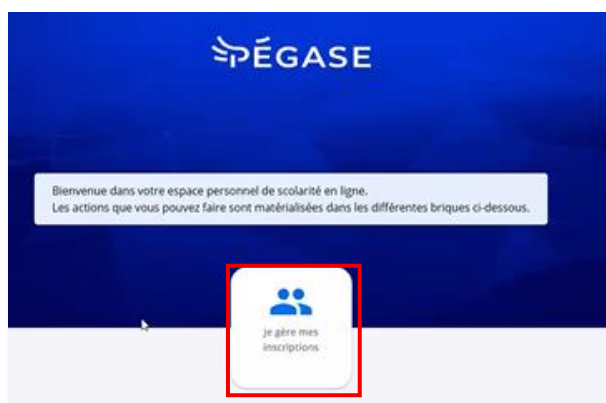 PÉGASE
Bienvenue dans votre espace personnel de scolarité en ligne.
Les actions que vous pouvez faire sont matérialisées dans les différentes briques ci-dessous.
je gère mes
inscriptions